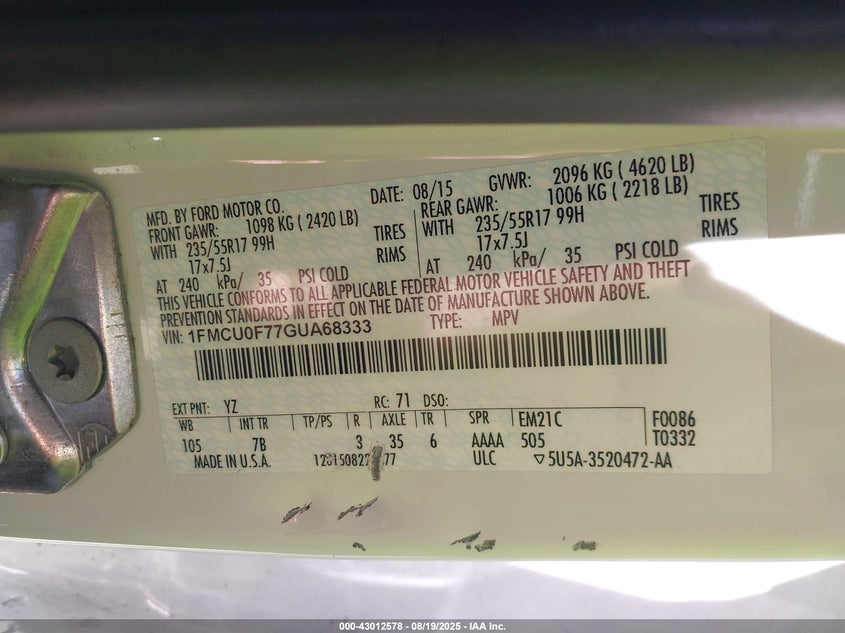 MFD. BY FORD MOTOR CO. DATE: 08/15 GVWR: 2096 KG ( 4620 LB)
FRONT GAWR: 1098 KG ( 2420 LB) REAR GAWR: 1006 KG ( 2218 LB)
WITH 235/55R17 99H TIRES WITH 235/55R17 99H TIRES
17x7.5J RIMS 17x7.5J RIMS
AT 240 kPa/ 35 PSI COLD AT 240 kPa/ 35 PSI COLD
THIS VEHICLE CONFORMS TO ALL APPLICABLE FEDERAL MOTOR VEHICLE SAFETY AND THEFT
PREVENTION STANDARDS IN EFFECT ON THE DATE OF MANUFACTURE SHOWN ABOVE.
VIN: 1FMCU0F77GUA68333 TYPE: MPV
EXT PNT: YZ RC: 71 DSO:
WB INT TR TP/PS R AXLE TR SPR EM21C F0086
105 7B 3 35 6 AAAA 505 T0332
MADE IN U.S.A. ULC 5U5A-3520472-AA
000-43012578 - 08/19/2025 - IAA Inc.